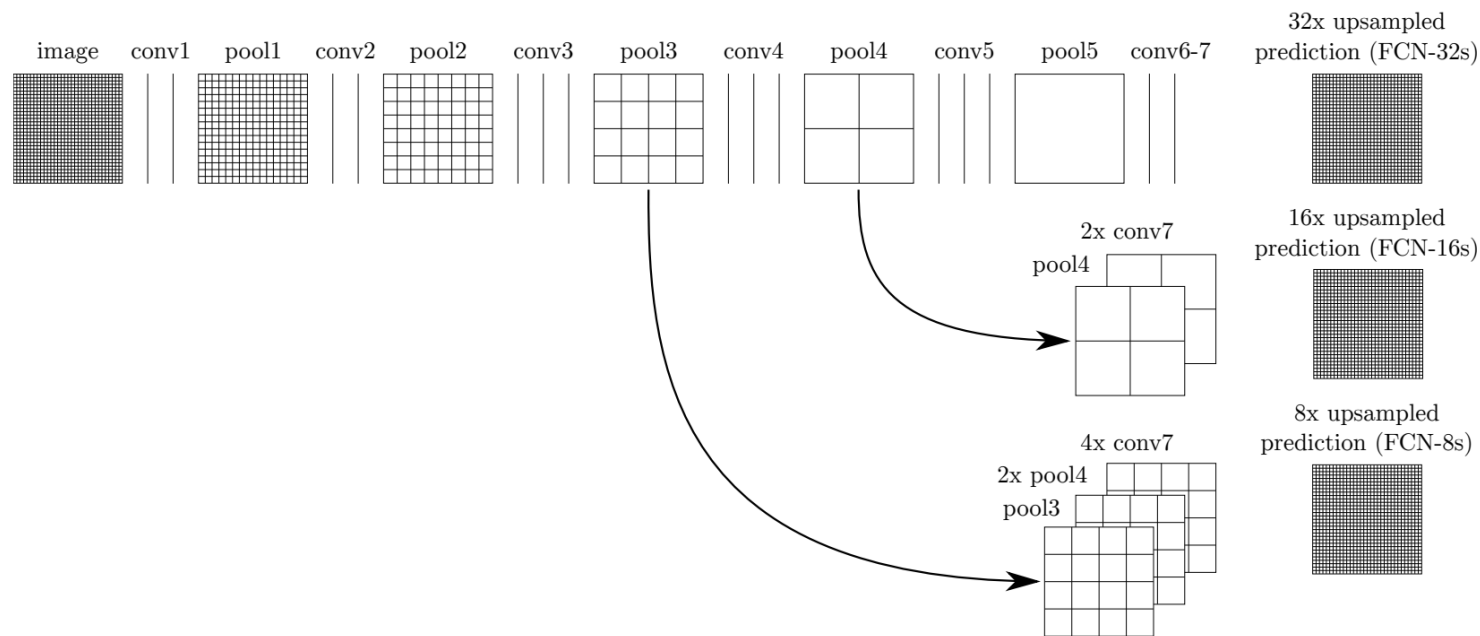 image conv1 pool1 conv2 pool2 conv3 pool3 conv4 pool4 conv5 pool5 conv6-7
32x upsampled
prediction (FCN-32s)
2x conv7
pool4
16x upsampled
prediction (FCN-16s)
4x conv7
2x pool4
pool3
8x upsampled
prediction (FCN-8s)